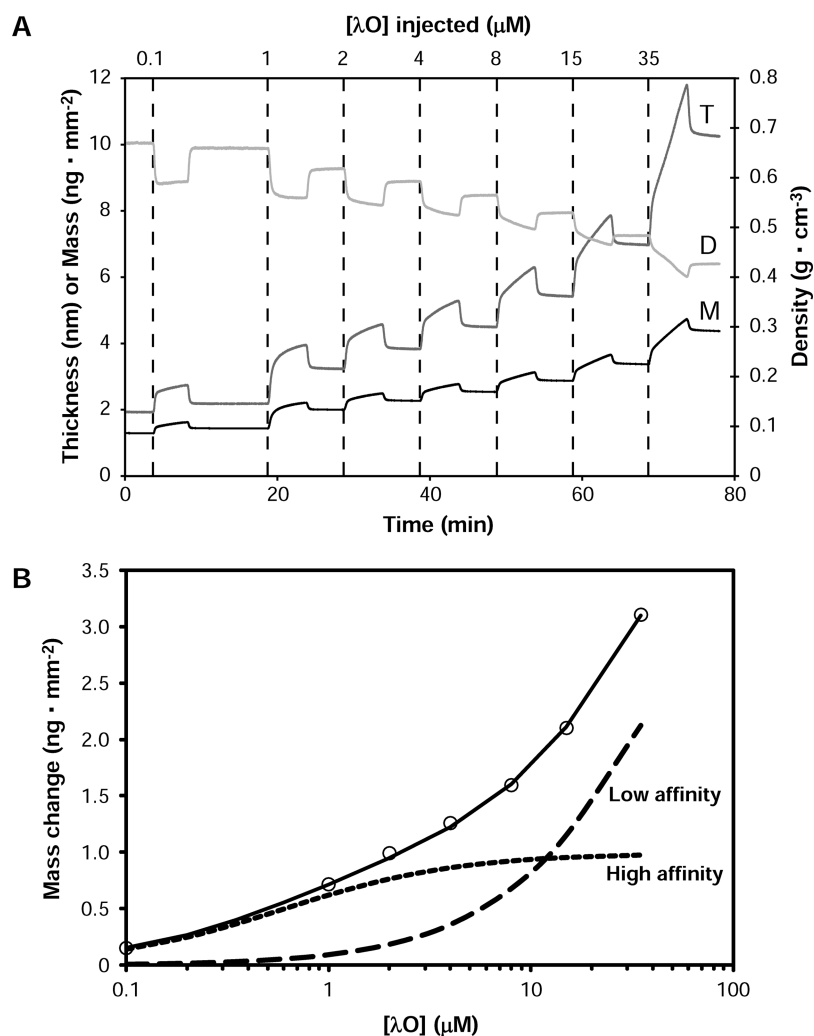 A
[λO] injected (μM)
0.1 1 2 4 8 15 35
12 0.8
10 0.7
8 0.6
6 0.5
4 0.4
2 0.3
0 0.2
0.1
0
T
D
M
Thickness (nm) or Mass (ng · mm-2)
Density (g · cm-3)
0 20 40 60 80
Time (min)
B
3.5
3.0
2.5
2.0
1.5
1.0
0.5
0
Mass change (ng · mm-2)
Low affinity
High affinity
0.1 1 10 100
[λO] (μM)